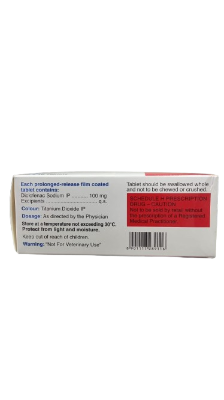 Each prolonged-release film coated
tablet contains:
Diclofenac Sodium IP ........ 100 mg
Excipients ................... q.s.
Colour: Titanium Dioxide IP
Dosage: As directed by the Physician
Store at a temperature not exceeding 30°C.
Protect from light and moisture.
Keep out of reach of children.
Warning: "Not For Veterinary Use"
Tablet should be swallowed whole
and not to be chewed or crushed.
SCHEDULE H PRESCRIPTION
DRUG - CAUTION
Not to be sold by retail without
the prescription of a Registered
Medical Practitioner.